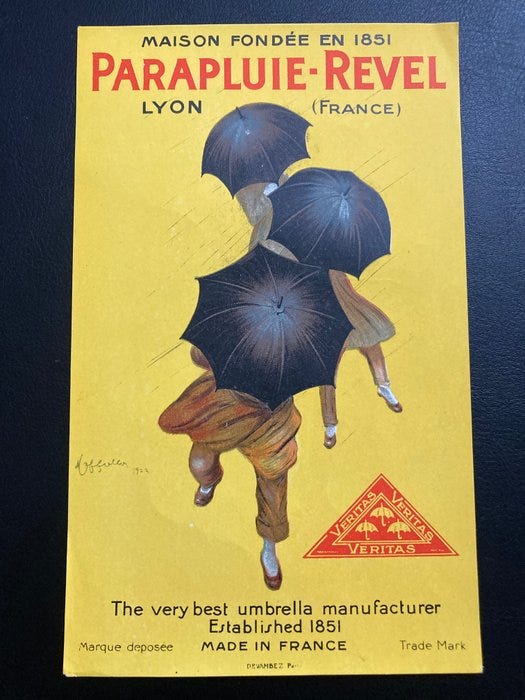 MAISON FONDÉE EN 1851
PARAPLUIE-REVEL
LYON (FRANCE)
1922
VERITAS VERITAS
VERITAS
The very best umbrella manufacturer
Established 1851
Marque deposée MADE IN FRANCE Trade Mark
DEVAMBEZ